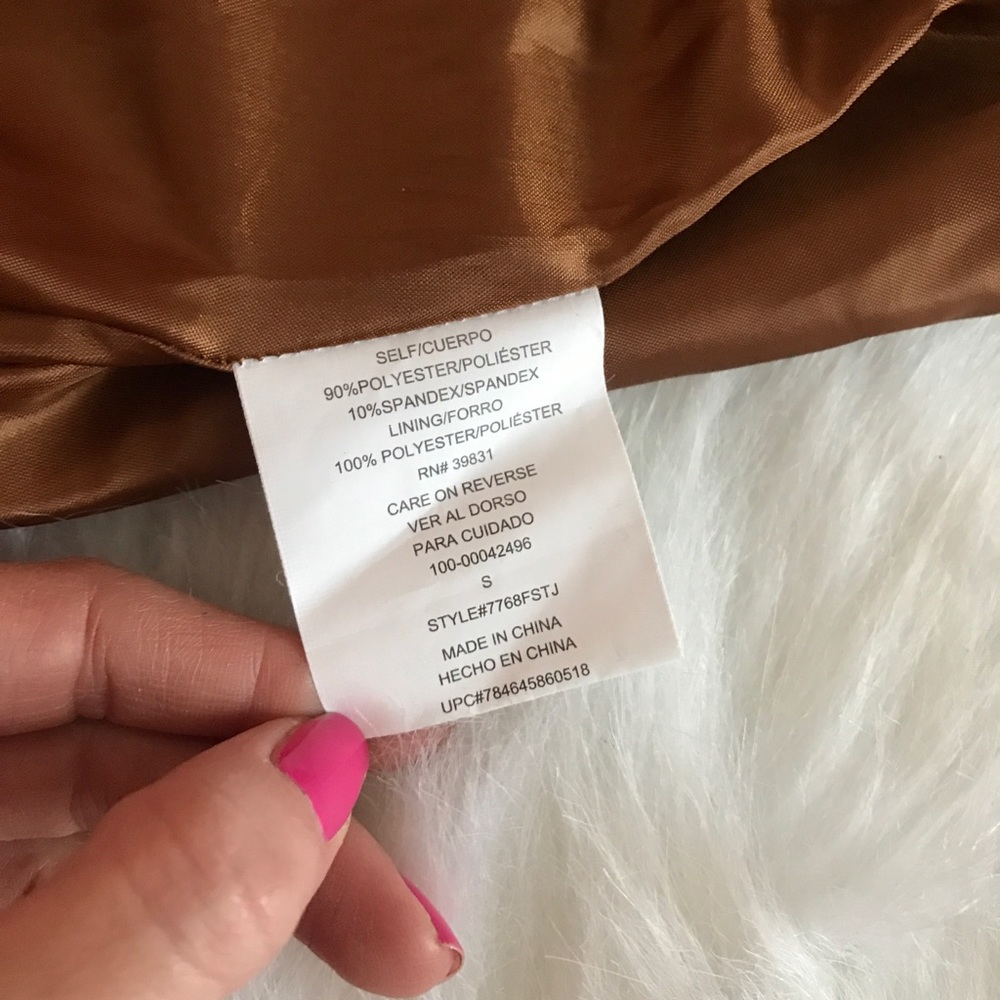 SELF/CUERPO
90%POLYESTER/POLIÉSTER
10%SPANDEX/SPANDEX
LINING/FORRO
100% POLYESTER/POLIÉSTER
RN# 39831
CARE ON REVERSE
VER AL DORSO
PARA CUIDADO
100-00042496
S
STYLE#7768FSTJ
MADE IN CHINA
HECHO EN CHINA
UPC#784645860518